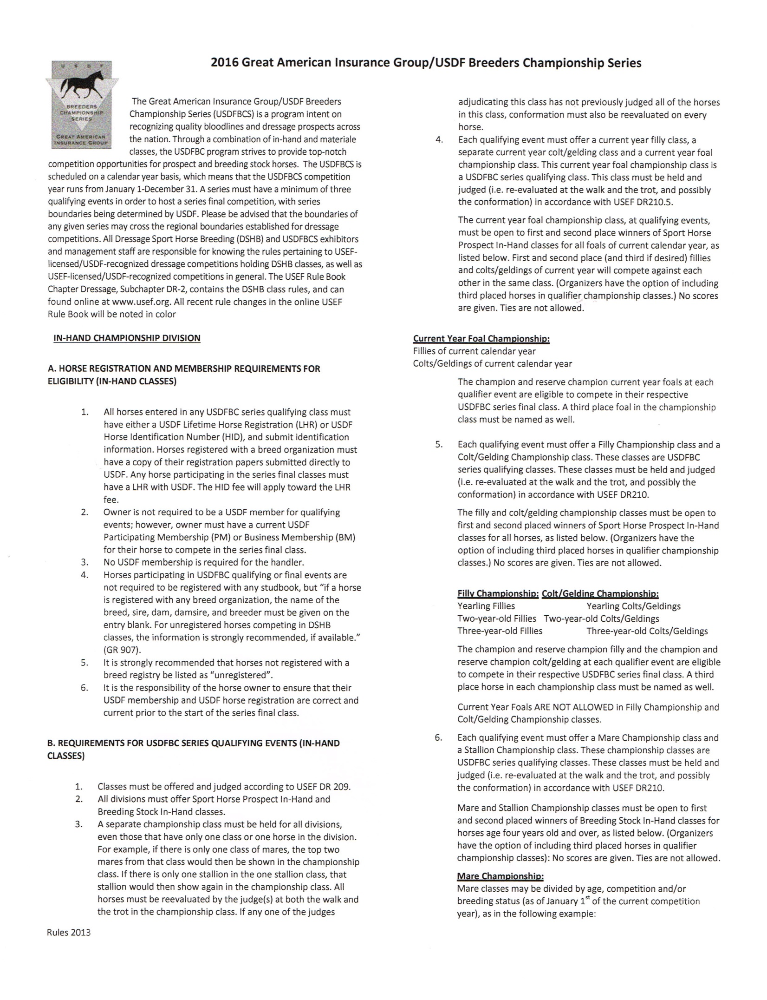 2016 Great American Insurance Group/USDF Breeders Championship Series
U S D F
BREEDERS
CHAMPIONSHIP
SERIES
GREAT AMERICAN
INSURANCE GROUP
The Great American Insurance Group/USDF Breeders
Championship Series (USDFBCS) is a program intent on
recognizing quality bloodlines and dressage prospects across
the nation. Through a combination of in-hand and materiale
classes, the USDFBC program strives to provide top-notch
competition opportunities for prospect and breeding stock horses. The USDFBCS is
scheduled on a calendar year basis, which means that the USDFBCS competition
year runs from January 1-December 31. A series must have a minimum of three
qualifying events in order to host a series final competition, with series
boundaries being determined by USDF. Please be advised that the boundaries of
any given series may cross the regional boundaries established for dressage
competitions. All Dressage Sport Horse Breeding (DSHB) and USDFBCS exhibitors
and management staff are responsible for knowing the rules pertaining to USEF-
licensed/USDF-recognized dressage competitions holding DSHB classes, as well as
USEF-licensed/USDF-recognized competitions in general. The USEF Rule Book
Chapter Dressage, Subchapter DR-2, contains the DSHB class rules, and can
found online at www.usef.org. All recent rule changes in the online USEF
Rule Book will be noted in color
IN-HAND CHAMPIONSHIP DIVISION
A. HORSE REGISTRATION AND MEMBERSHIP REQUIREMENTS FOR
ELIGIBILITY (IN-HAND CLASSES)
1. All horses entered in any USDFBC series qualifying class must
have either a USDF Lifetime Horse Registration (LHR) or USDF
Horse Identification Number (HID), and submit identification
information. Horses registered with a breed organization must
have a copy of their registration papers submitted directly to
USDF. Any horse participating in the series final classes must
have a LHR with USDF. The HID fee will apply toward the LHR
fee.
2. Owner is not required to be a USDF member for qualifying
events; however, owner must have a current USDF
Participating Membership (PM) or Business Membership (BM)
for their horse to compete in the series final class.
3. No USDF membership is required for the handler.
4. Horses participating in USDFBC qualifying or final events are
not required to be registered with any studbook, but “if a horse
is registered with any breed organization, the name of the
breed, sire, dam, damsire, and breeder must be given on the
entry blank. For unregistered horses competing in DSHB
classes, the information is strongly recommended, if available.”
(GR 907).
5. It is strongly recommended that horses not registered with a
breed registry be listed as “unregistered”.
6. It is the responsibility of the horse owner to ensure that their
USDF membership and USDF horse registration are correct and
current prior to the start of the series final class.
B. REQUIREMENTS FOR USDFBC SERIES QUALIFYING EVENTS (IN-HAND
CLASSES)
1. Classes must be offered and judged according to USEF DR 209.
2. All divisions must offer Sport Horse Prospect In-Hand and
Breeding Stock In-Hand classes.
3. A separate championship class must be held for all divisions,
even those that have only one class or one horse in the division.
For example, if there is only one class of mares, the top two
mares from that class would then be shown in the championship
class. If there is only one stallion in the one stallion class, that
stallion would then show again in the championship class. All
horses must be reevaluated by the judge(s) at both the walk and
the trot in the championship class. If any one of the judges
Rules 2013
adjudicating this class has not previously judged all of the horses
in this class, conformation must also be reevaluated on every
horse.
4. Each qualifying event must offer a current year filly class, a
separate current year colt/gelding class and a current year foal
championship class. This current year foal championship class is
a USDFBC series qualifying class. This class must be held and
judged (i.e. re-evaluated at the walk and the trot, and possibly
the conformation) in accordance with USEF DR210.5.
The current year foal championship class, at qualifying events,
must be open to first and second place winners of Sport Horse
Prospect In-Hand classes for all foals of current calendar year, as
listed below. First and second place (and third if desired) fillies
and colts/geldings of current year will compete against each
other in the same class. (Organizers have the option of including
third placed horses in qualifier championship classes.) No scores
are given. Ties are not allowed.
Current Year Foal Championship:
Fillies of current calendar year
Colts/Geldings of current calendar year
The champion and reserve champion current year foals at each
qualifier event are eligible to compete in their respective
USDFBC series final class. A third place foal in the championship
class must be named as well.
5. Each qualifying event must offer a Filly Championship class and a
Colt/Gelding Championship class. These classes are USDFBC
series qualifying classes. These classes must be held and judged
(i.e. re-evaluated at the walk and the trot, and possibly the
conformation) in accordance with USEF DR210.
The filly and colt/gelding championship classes must be open to
first and second placed winners of Sport Horse Prospect In-Hand
classes for all horses, as listed below. (Organizers have the
option of including third placed horses in qualifier championship
classes.) No scores are given. Ties are not allowed.
Filly Championship: Colt/Gelding Championship:
Yearling Fillies Yearling Colts/Geldings
Two-year-old Fillies Two-year-old Colts/Geldings
Three-year-old Fillies Three-year-old Colts/Geldings
The champion and reserve champion filly and the champion and
reserve champion colt/gelding at each qualifier event are eligible
to compete in their respective USDFBC series final class. A third
place horse in each championship class must be named as well.
Current Year Foals ARE NOT ALLOWED in Filly Championship and
Colt/Gelding Championship classes.
6. Each qualifying event must offer a Mare Championship class and
a Stallion Championship class. These championship classes are
USDFBC series qualifying classes. These classes must be held and
judged (i.e. re-evaluated at the walk and the trot, and possibly
the conformation) in accordance with USEF DR210.
Mare and Stallion Championship classes must be open to first
and second placed winners of Breeding Stock In-Hand classes for
horses age four years old and over, as listed below. (Organizers
have the option of including third placed horses in qualifier
championship classes): No scores are given. Ties are not allowed.
Mare Championship:
Mare classes may be divided by age, competition and/or
breeding status (as of January 1st of the current competition
year), as in the following example: